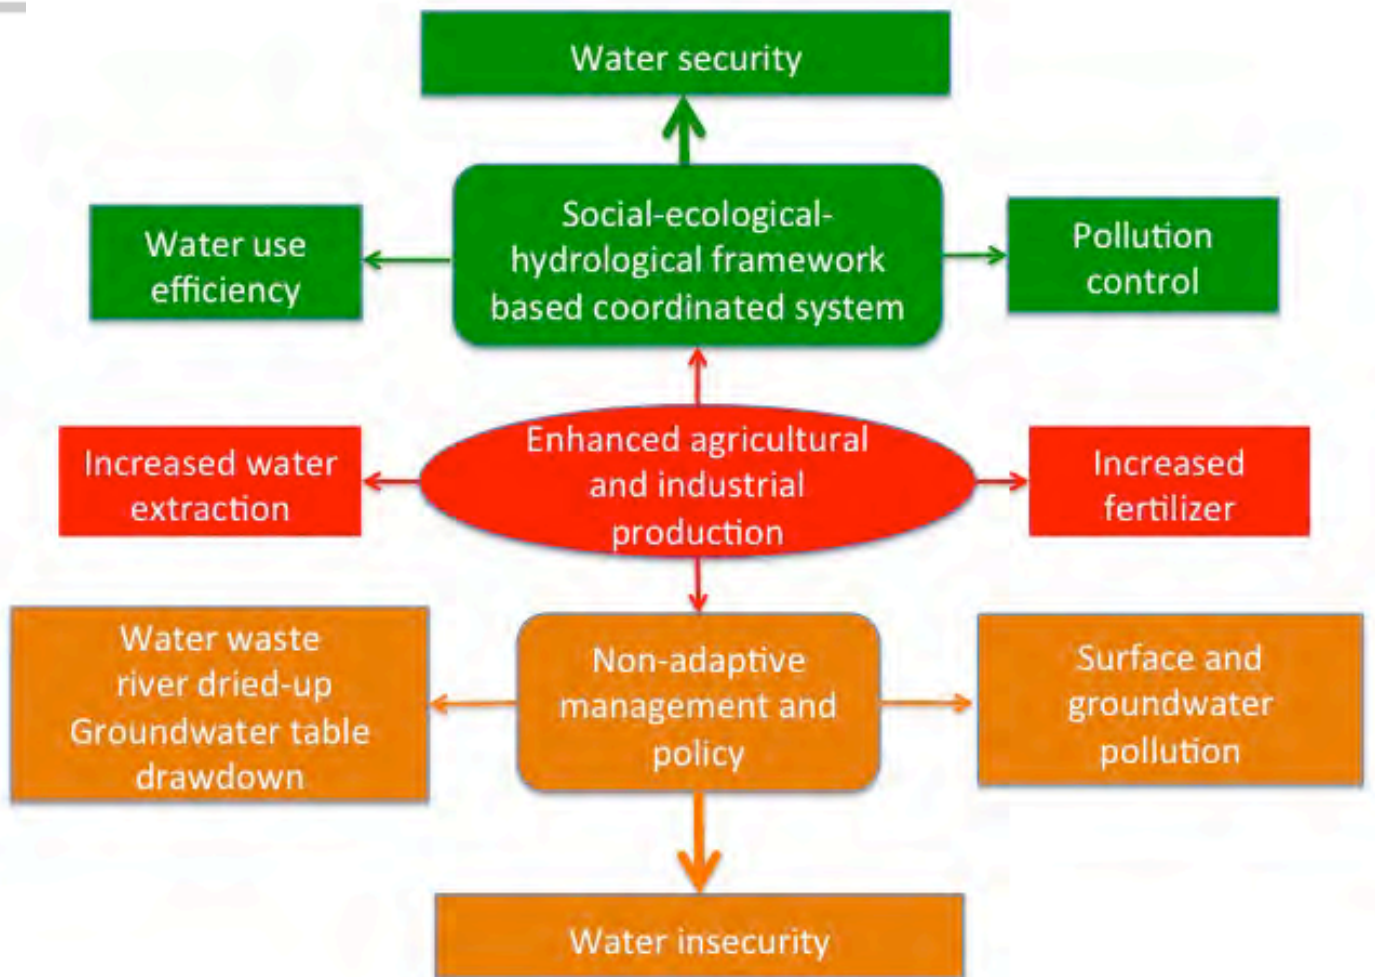 Water security
Social-ecological-
hydrological framework
based coordinated system
Water use
efficiency
Pollution
control
Enhanced agricultural
and industrial
production
Increased water
extraction
Increased
fertilizer
Water waste
river dried-up
Groundwater table
drawdown
Non-adaptive
management and
policy
Surface and
groundwater
pollution
Water insecurity